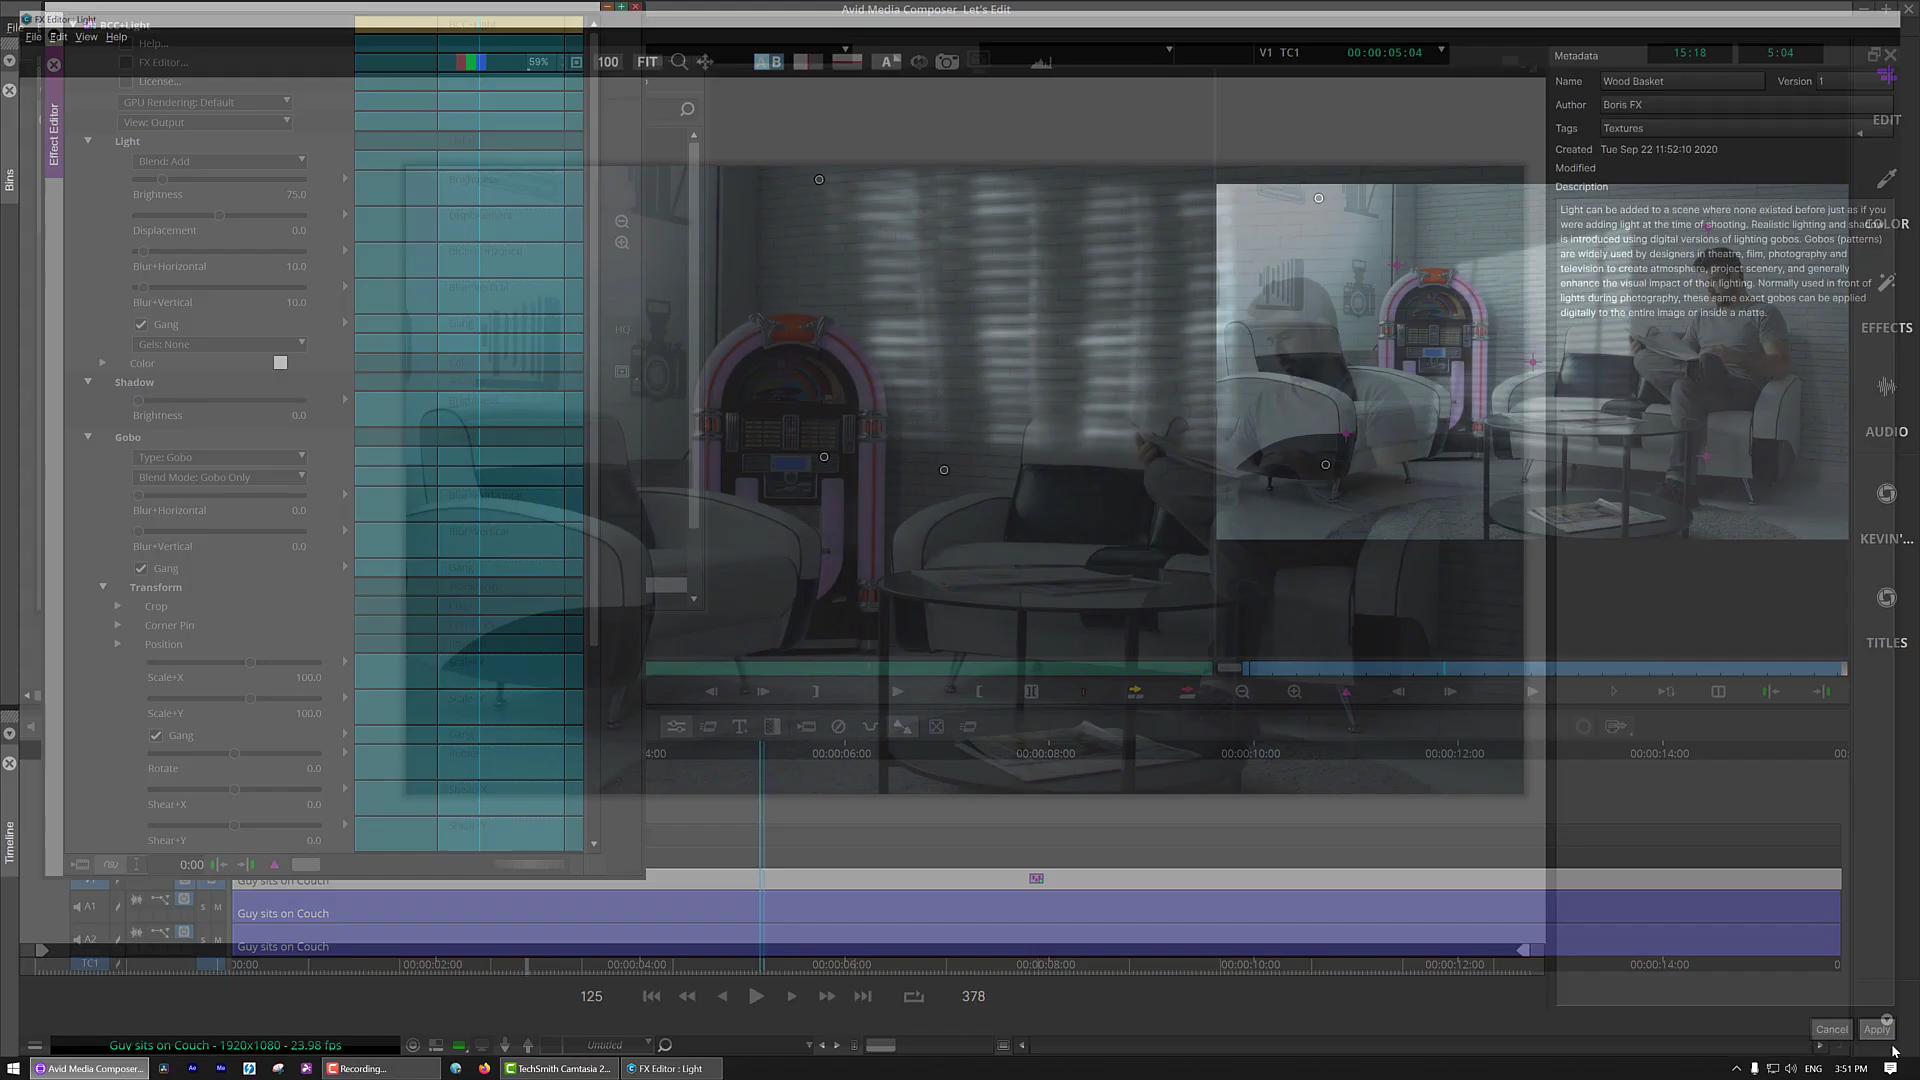 Avid Media Composer  Let's Edit
FX Editor : Light
File Edit View Help
BCC+Light
Help...
FX Editor...
License...
GPU Rendering: Default
View: Output
Light
Blend: Add
Brightness 75.0
Displacement 0.0
Blur+Horizontal 10.0
Blur+Vertical 10.0
Gang
Gels: None
Color
Shadow
Brightness 0.0
Gobo
Type: Gobo
Blend Mode: Gobo Only
Blur+Horizontal 0.0
Blur+Vertical 0.0
Gang
Transform
Crop
Corner Pin
Position
Scale+X 100.0
Scale+Y 100.0
Gang
Rotate 0.0
Shear+X 0.0
Shear+Y 0.0
0:00
Effect Editor
Bins
Timeline
59%
100
FIT
AB
A
HQ
V1 TC1 00:00:05:04
Metadata 15:18 5:04
Name Wood Basket Version 1
Author Boris FX
Tags Textures
Created Tue Sep 22 11:52:10 2020
Modified
Description
Light can be added to a scene where none existed before just as if you
were adding light at the time of shooting. Realistic lighting and shadow
is introduced using digital versions of lighting gobos. Gobos (patterns)
are widely used by designers in theatre, film, photography and
television to create atmosphere, project scenery, and generally
enhance the visual impact of their lighting. Normally used in front of
lights during photography, these same exact gobos can be applied
digitally to the entire image or inside a matte.
EDIT
COLOR
EFFECTS
AUDIO
KEVIN'...
TITLES
4:00 00:00:06:00 00:00:08:00 00:00:10:00 00:00:12:00 00:00:14:00 00:
Guy sits on Couch
A1 S M Guy sits on Couch
A2 S M Guy sits on Couch
TC1 00:00 00:00:02:00 00:00:04:00 00:00:06:00 00:00:08:00 00:00:10:00 00:00:12:00 00:00:14:00 0
125 378
Cancel Apply
Guy sits on Couch - 1920x1080 - 23.98 fps
Untitled
Avid Media Composer... Ae Me Recording... TechSmith Camtasia 2... FX Editor : Light
ENG 3:51 PM